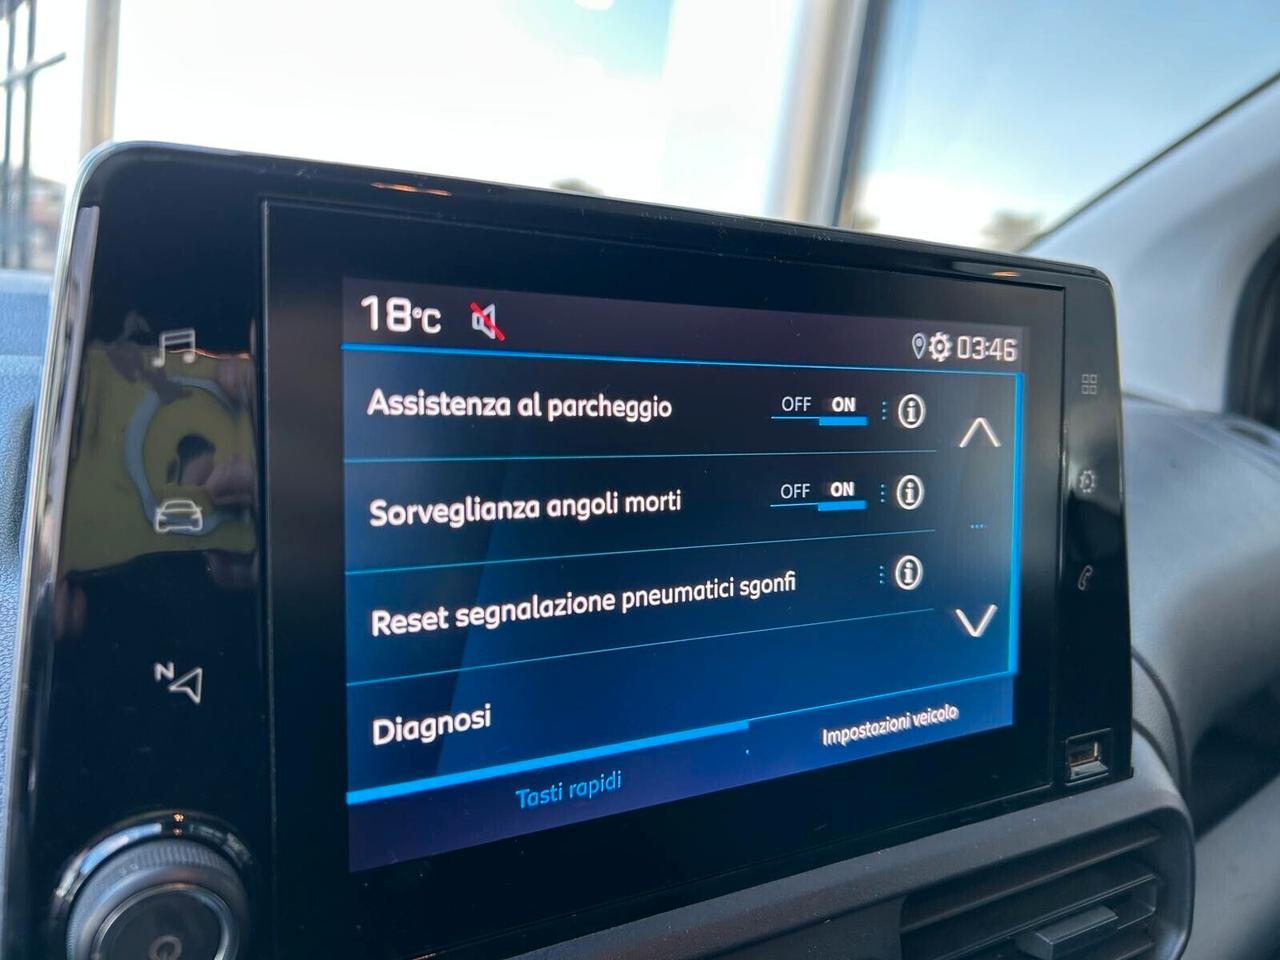 18°C
03:46
Assistenza al parcheggio OFF ON
Sorveglianza angoli morti OFF ON
Reset segnalazione pneumatici sgonfi
Diagnosi
Tasti rapidi
Impostazioni veicolo
N